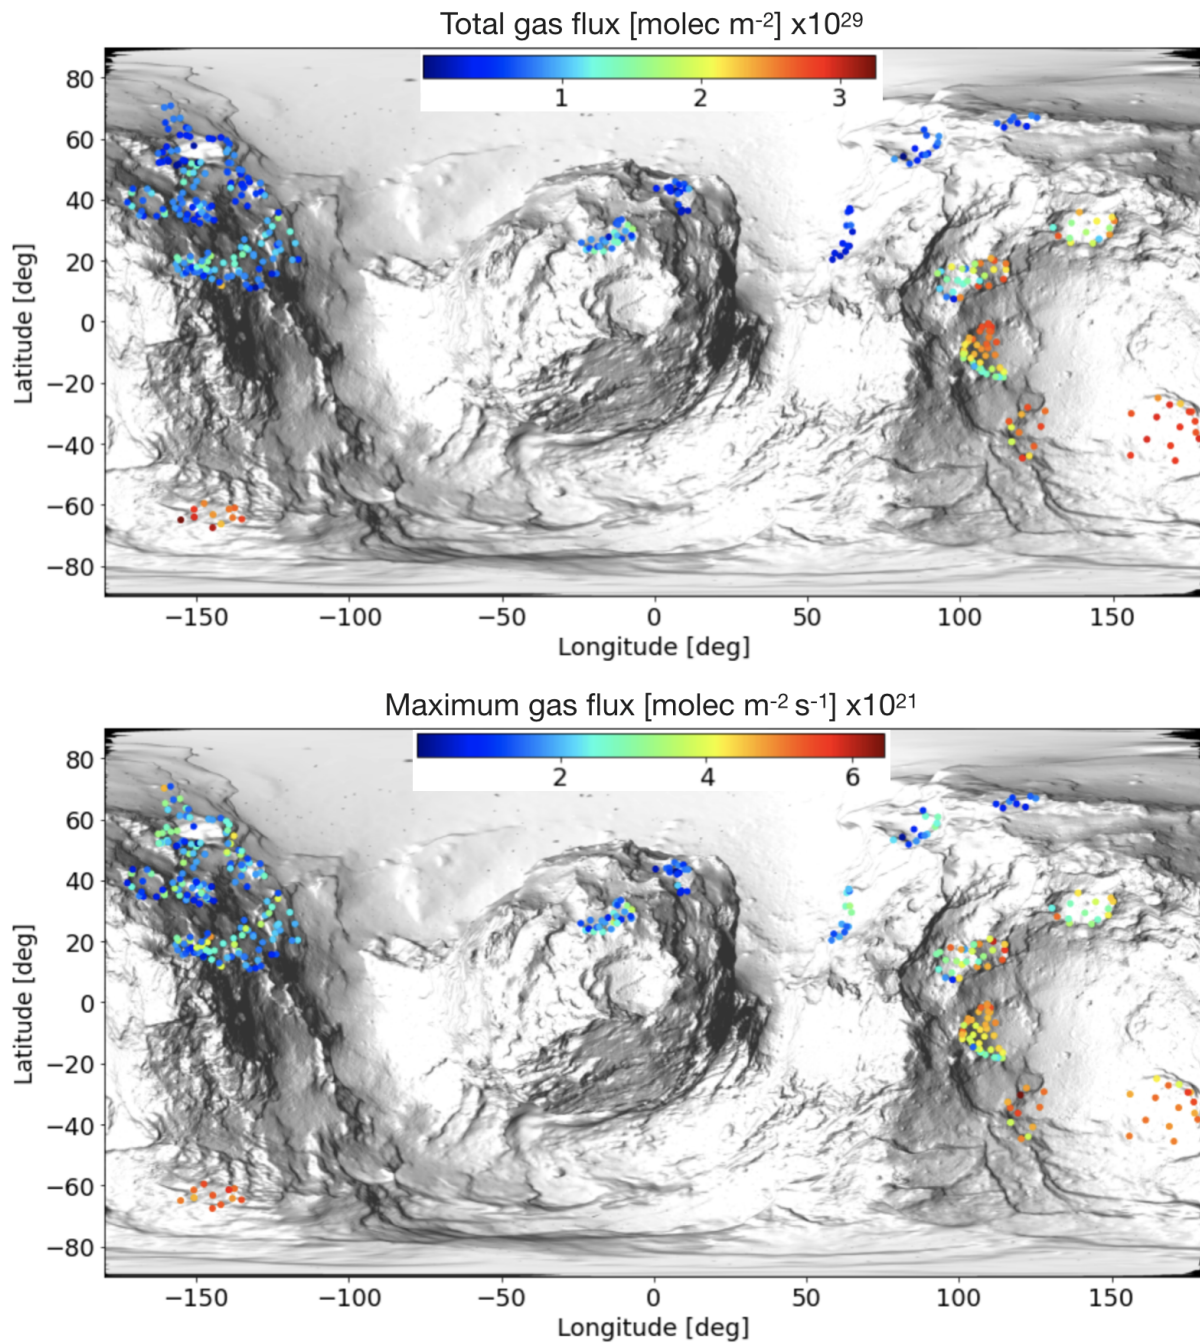 Total gas flux [molec m-2] x1029
1 2 3
80
60
40
20
0
−20
−40
−60
−80
Latitude [deg]
−150 −100 −50 0 50 100 150
Longitude [deg]
Maximum gas flux [molec m-2 s-1] x1021
2 4 6
80
60
40
20
0
−20
−40
−60
−80
Latitude [deg]
−150 −100 −50 0 50 100 150
Longitude [deg]